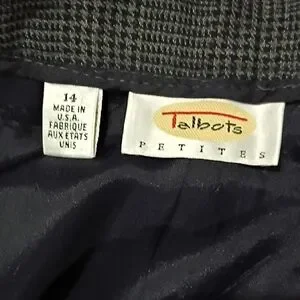 14
MADE IN
U.S.A.
FABRIQUE
AUX ETATS
UNIS
Talbots
PETITES